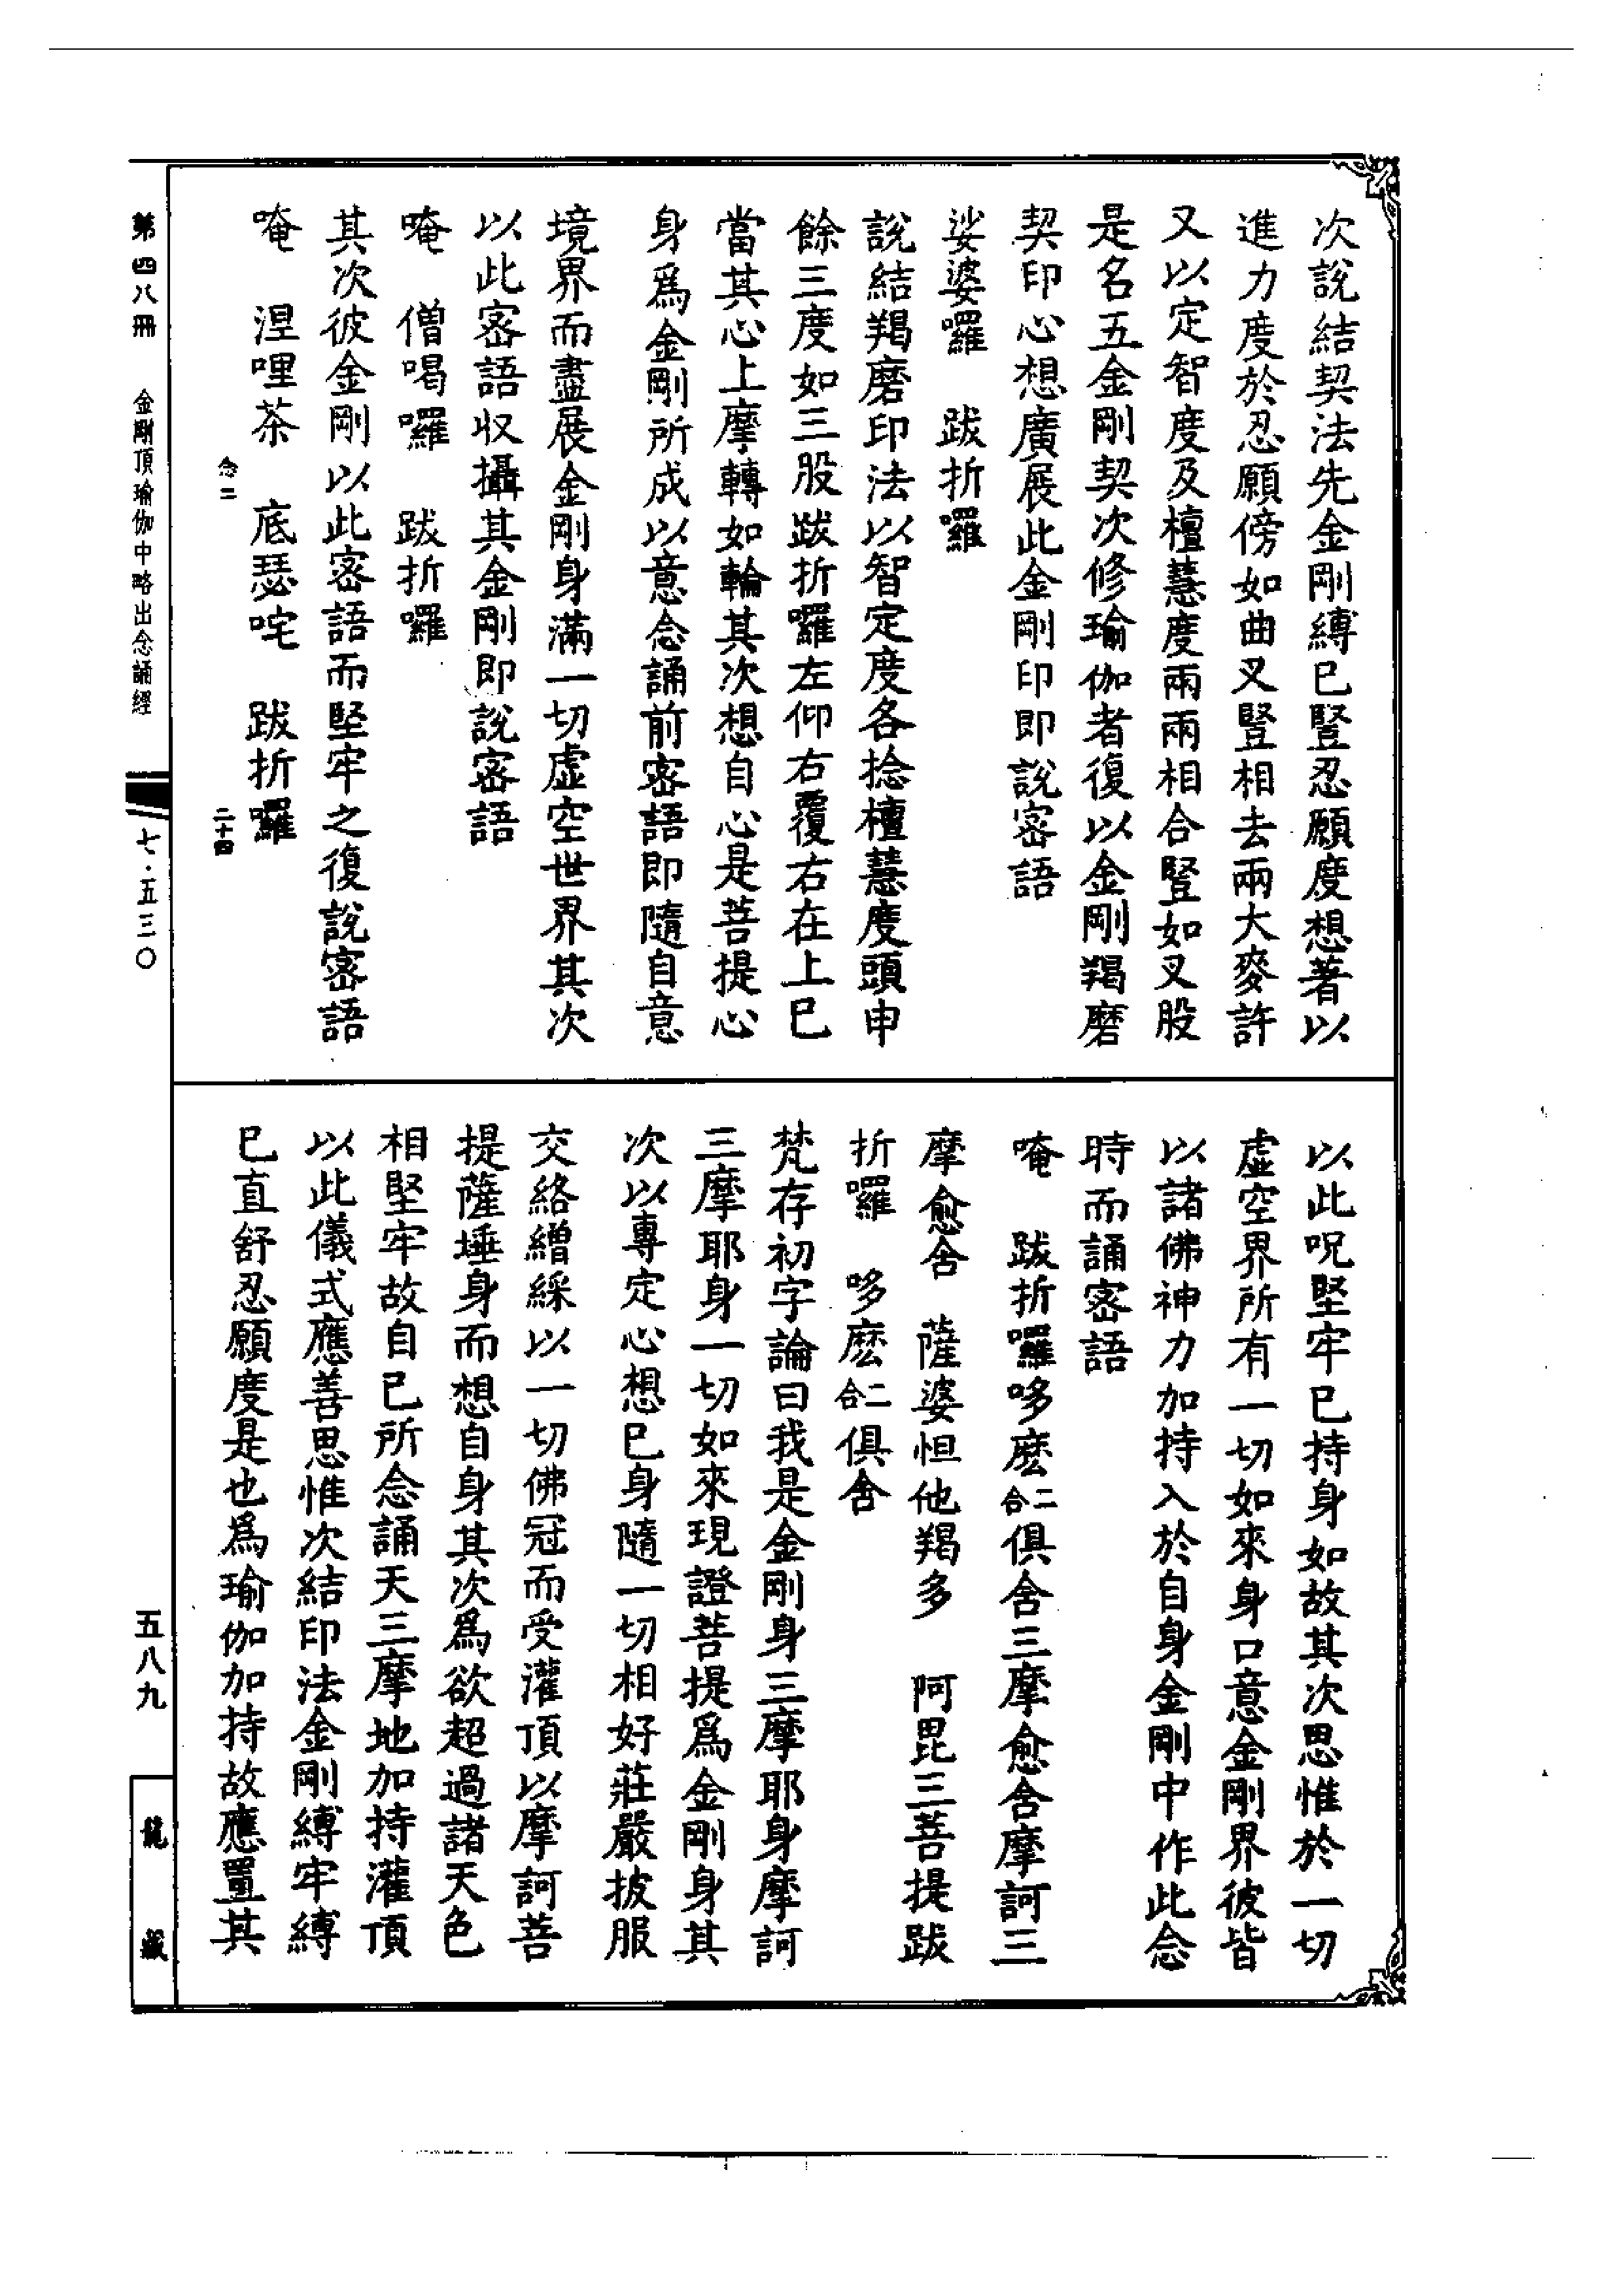 次說結契法先金剛縛已豎忍願度想著以
進力度於忍願傍如曲叉豎相去兩大麥許
又以定智度及檀慧度兩兩相合豎如叉股
是名五金剛契次修瑜伽者復以金剛羯磨
契印心想廣展此金剛印即說密語
娑婆囉　跋折囉
說結羯磨印法以智定度各捻檀慧度頭申
餘三度如三股跋折囉左仰右覆右在上已
當其心上摩轉如輪其次想自心是菩提心
身爲金剛所成以意念誦前密語即隨自意
境界而盡展金剛身滿一切虛空世界其次
以此密語收攝其金剛即說密語
唵　僧喝囉　跋折囉
其次彼金剛以此密語而堅牢之復說密語
唵　涅哩茶　底瑟咤　跋折囉
念二　二十四
以此呪堅牢已持身如故其次思惟於一切
虛空界所有一切如來身口意金剛界彼皆
以諸佛神力加持入於自身金剛中作此念
時而誦密語
唵　跋折囉哆麽二合俱舍三摩愈舍摩訶三
摩愈舍　薩婆怛他羯多　阿毘三菩提跋
折囉　哆麽二合俱舍
梵存初字論曰我是金剛身三摩耶身摩訶
三摩耶身一切如來現證菩提爲金剛身其
次以專定心想已身隨一切相好莊嚴披服
交絡繒綵以一切佛冠而受灌頂以摩訶菩
提薩埵身而想自身其次爲欲超過諸天色
相堅牢故自已所念誦天三摩地加持灌頂
以此儀式應善思惟次結印法金剛縛牢縛
已直舒忍願度是也爲瑜伽加持故應置其
第四八冊　金剛頂瑜伽中略出念誦經　七·五三〇　五八九　龍藏